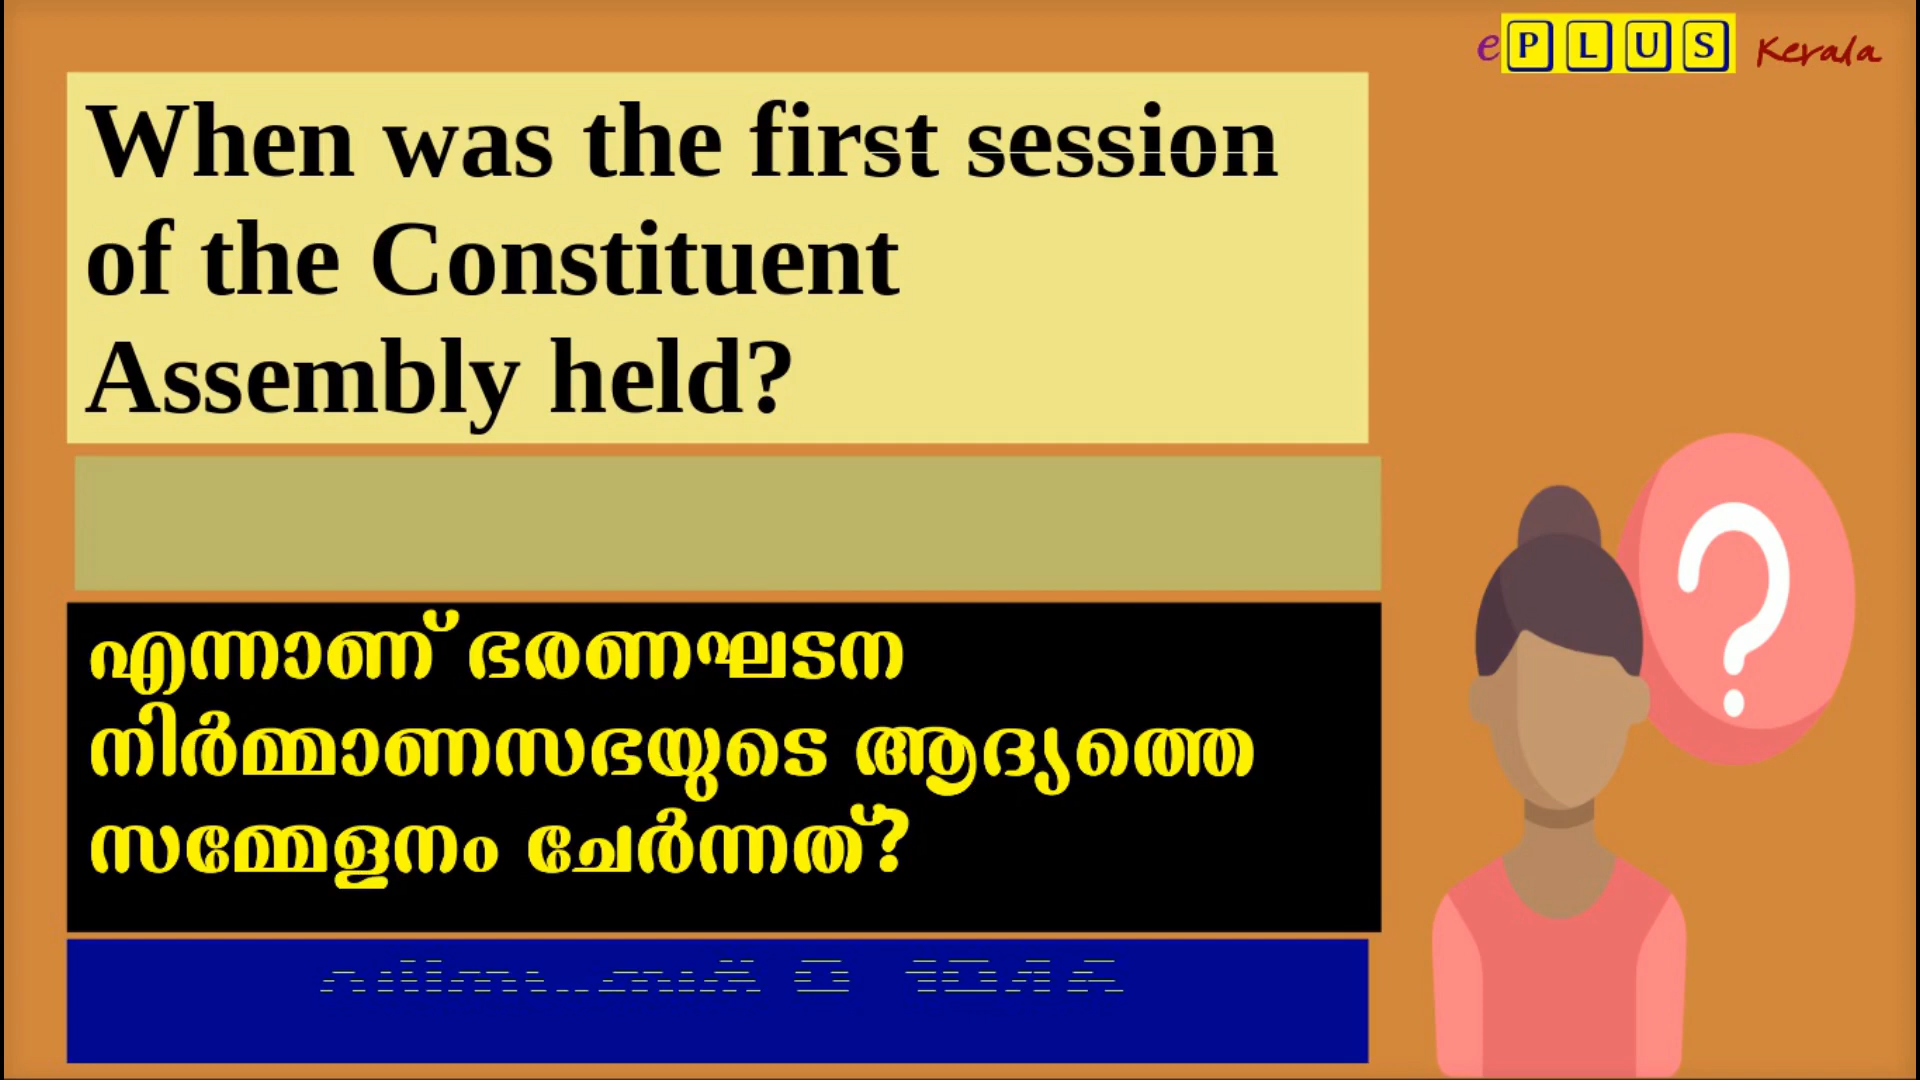 ePLUS Kerala
When was the first session
of the Constituent
Assembly held?
എന്നാണ് ഭരണഘടന
നിർമ്മാണസഭയുടെ ആദ്യത്തെ
സമ്മേളനം ചേർന്നത്?